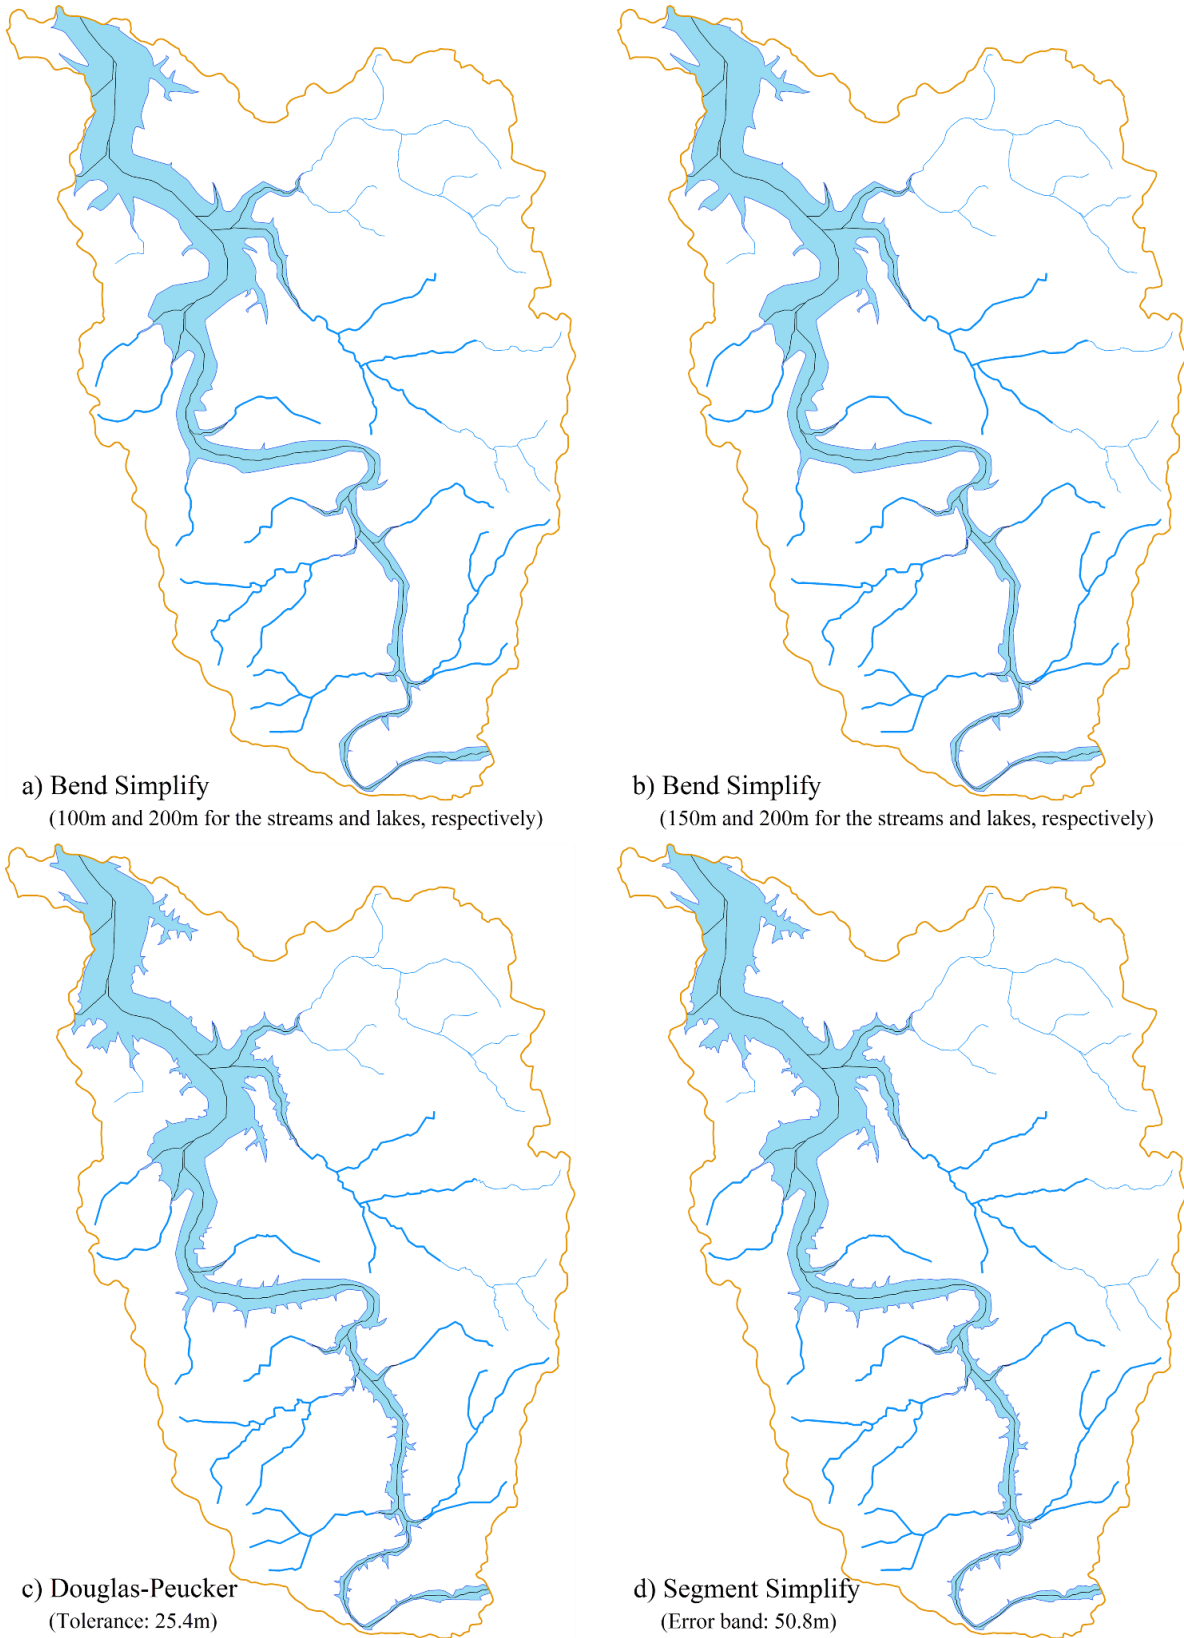 a) Bend Simplify
(100m and 200m for the streams and lakes, respectively)
b) Bend Simplify
(150m and 200m for the streams and lakes, respectively)
c) Douglas-Peucker
(Tolerance: 25.4m)
d) Segment Simplify
(Error band: 50.8m)